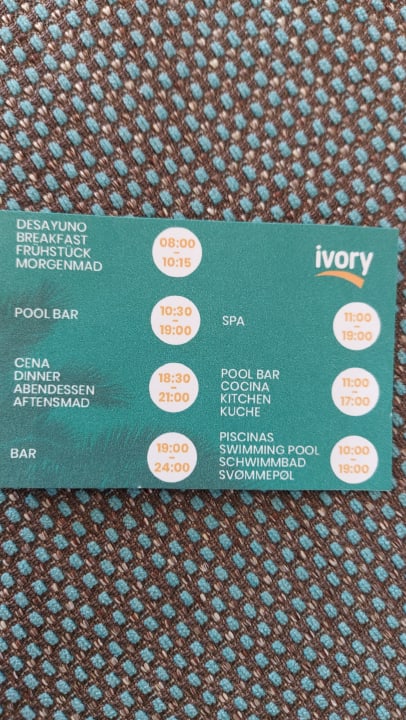 DESAYUNO
BREAKFAST
FRÜHSTÜCK
MORGENMAD
08:00
–
10:15
ivory
POOL BAR
10:30
–
19:00
SPA
11:00
–
19:00
CENA
DINNER
ABENDESSEN
AFTENSMAD
18:30
–
21:00
POOL BAR
COCINA
KITCHEN
KUCHE
11:00
–
17:00
BAR
19:00
–
24:00
PISCINAS
SWIMMING POOL
SCHWIMMBAD
SVØMMEPØL
10:00
–
19:00